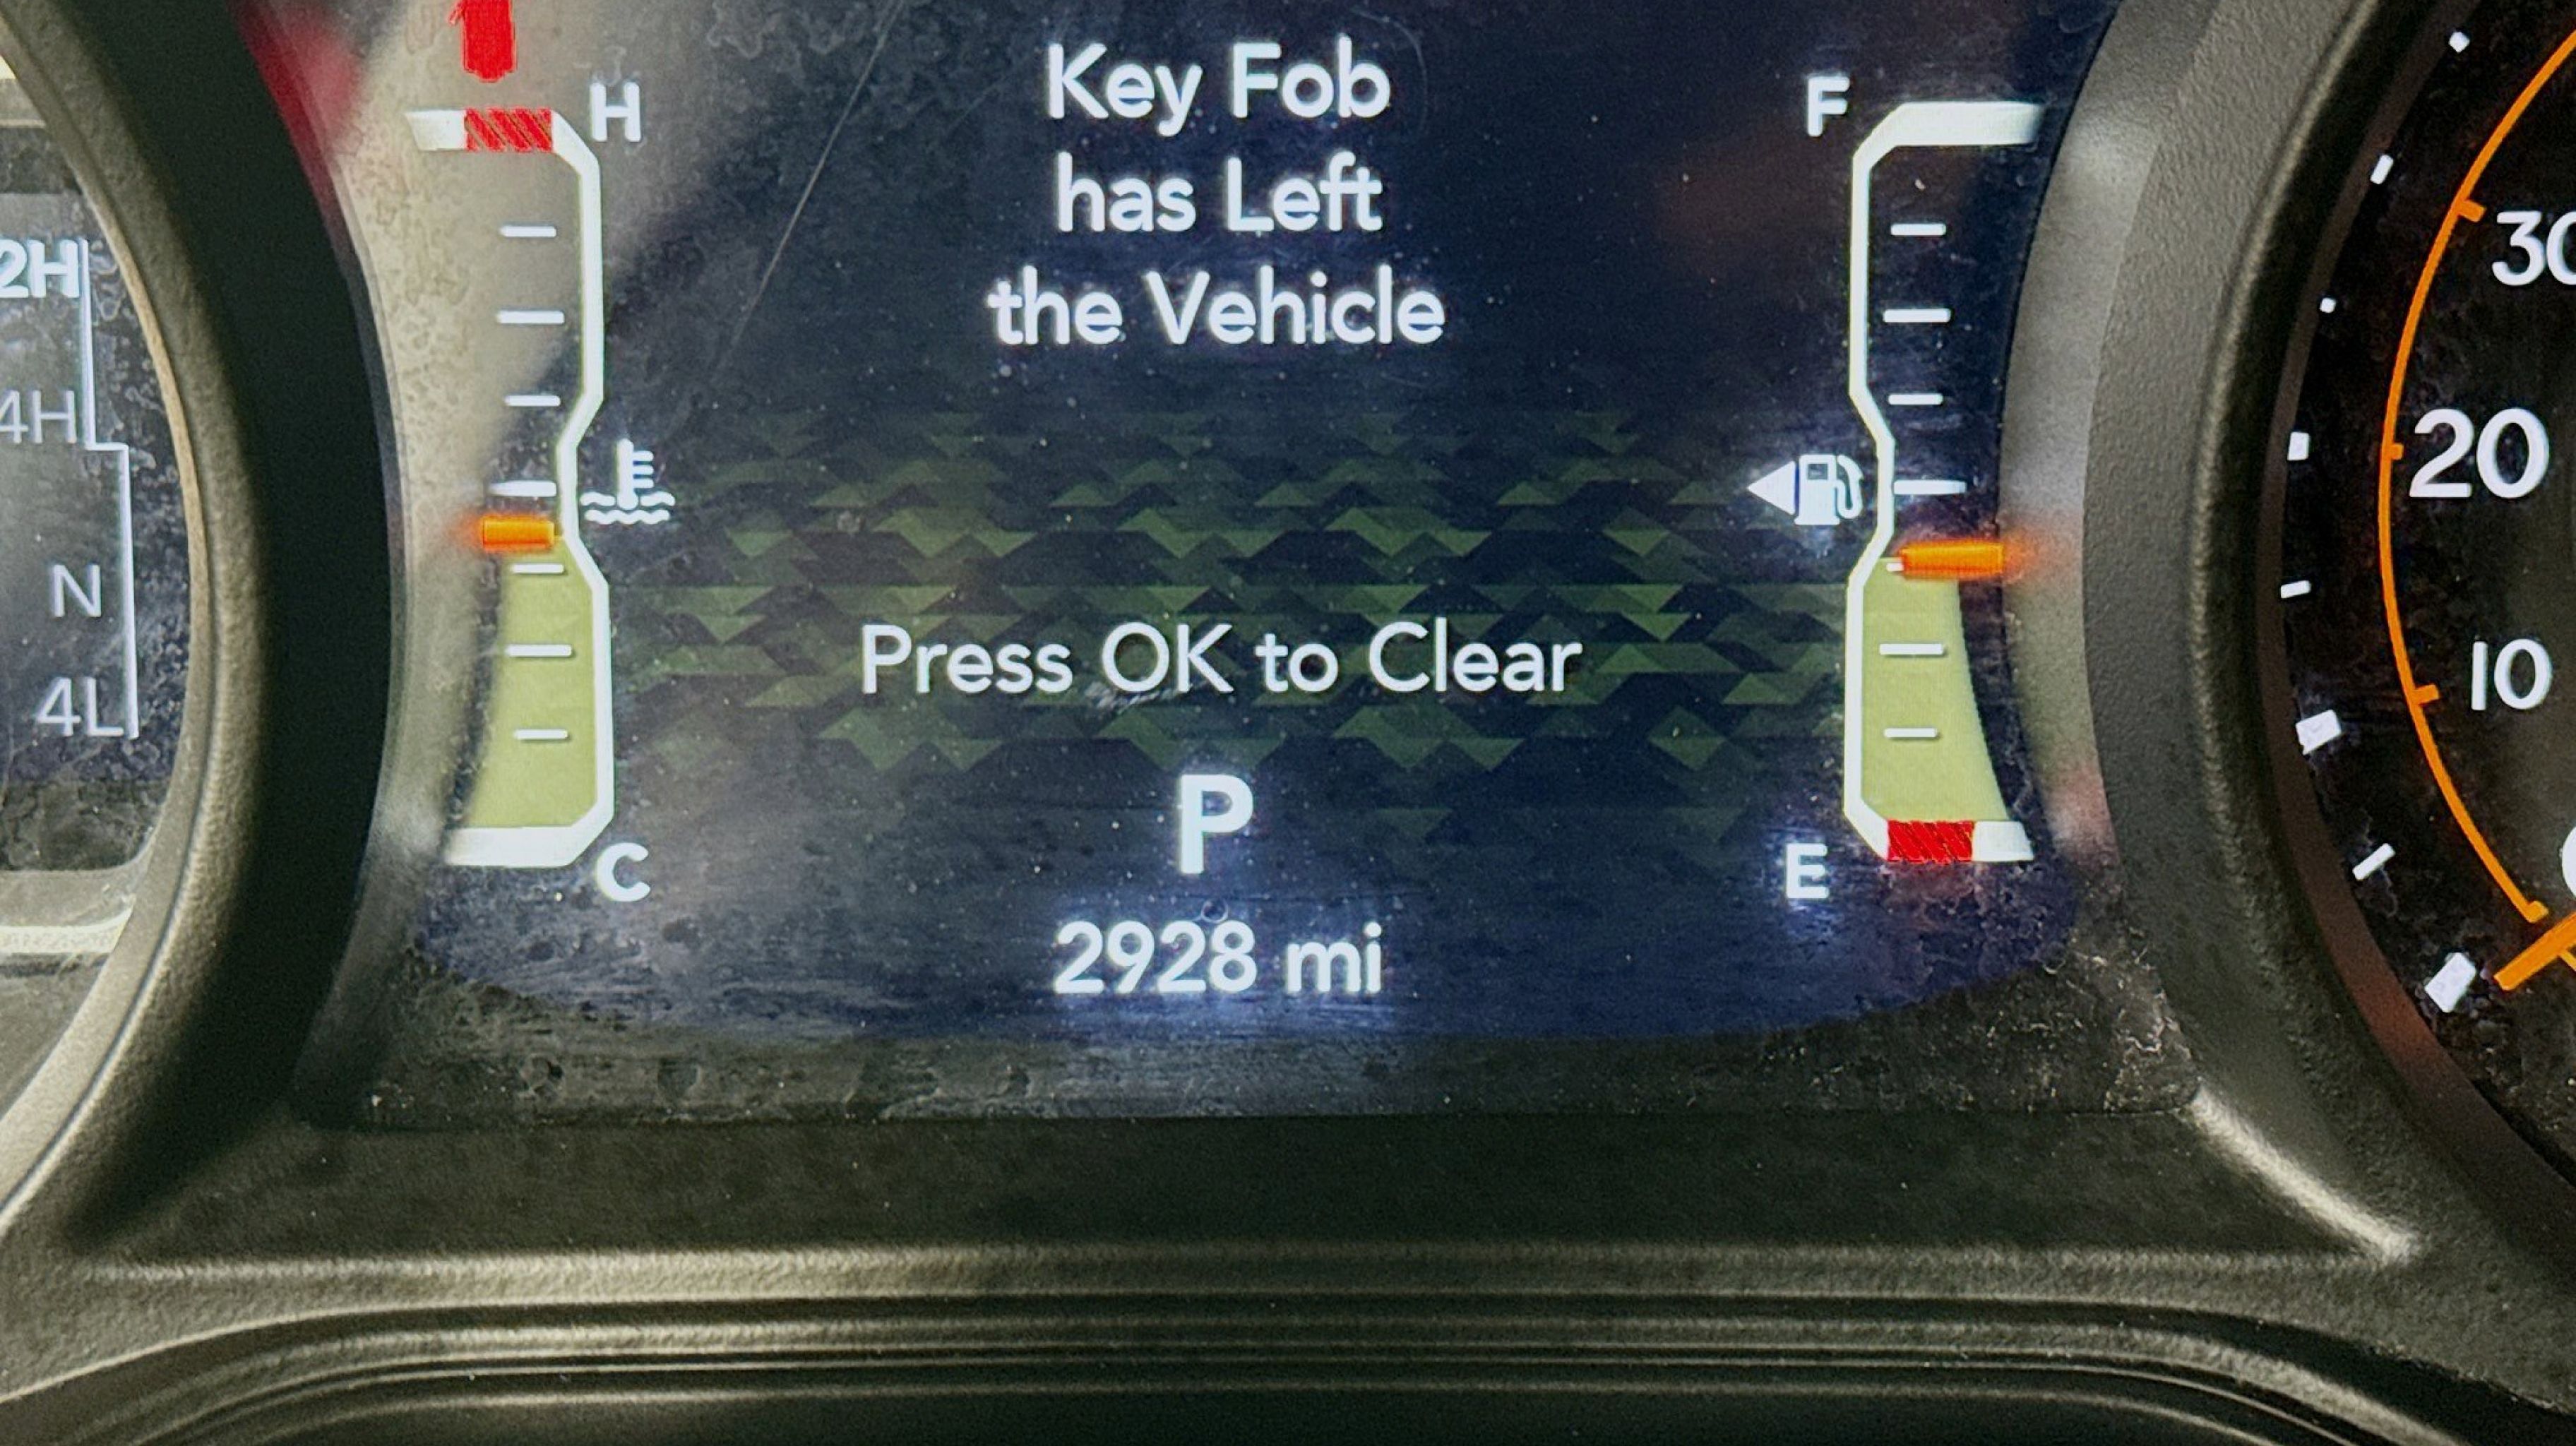 Key Fob
has Left
the Vehicle
H
F
2H
4H
N
4L
30
20
10
Press OK to Clear
P
C
E
2928 mi